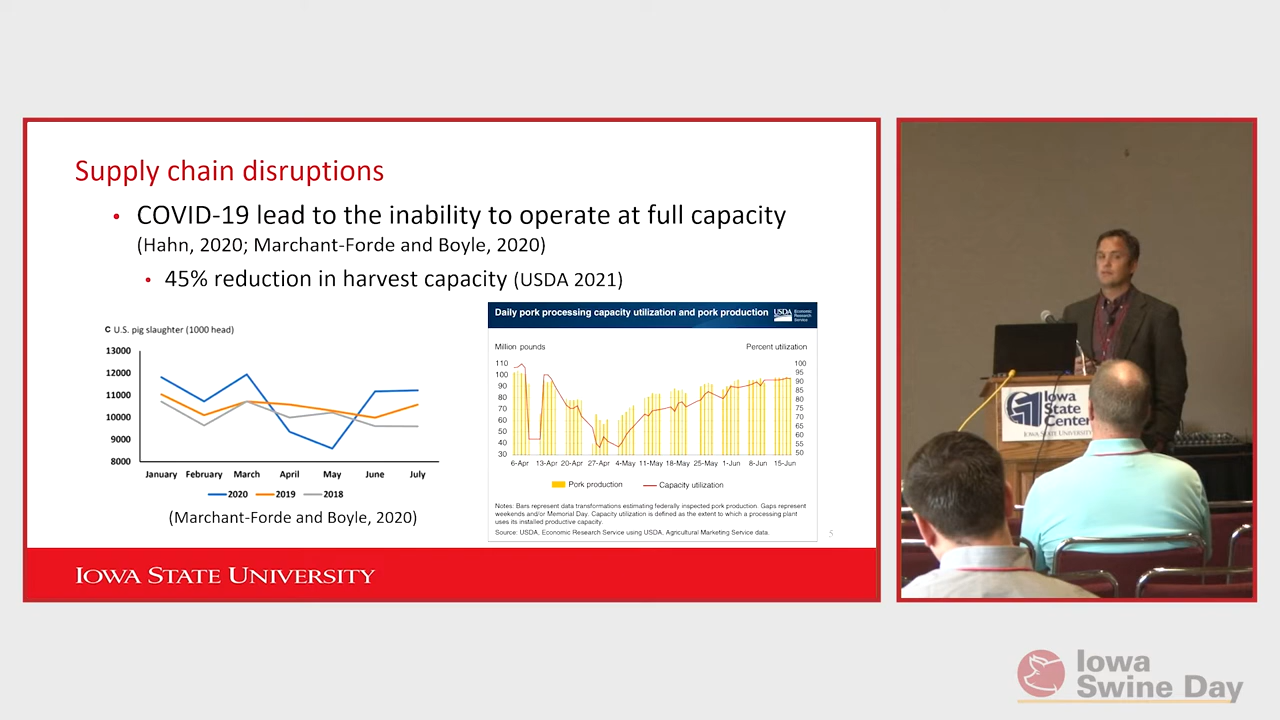 Supply chain disruptions
• COVID-19 lead to the inability to operate at full capacity
(Hahn, 2020; Marchant-Forde and Boyle, 2020)
• 45% reduction in harvest capacity (USDA 2021)
C U.S. pig slaughter (1000 head)
13000
12000
11000
10000
9000
8000
January February March April May June July
2020 2019 2018
(Marchant-Forde and Boyle, 2020)
Daily pork processing capacity utilization and pork production
USDA
Economic
Research
Service
Million pounds
Percent utilization
110
100
90
80
70
60
50
40
30
100
95
90
85
80
75
70
65
60
55
50
6-Apr 13-Apr 20-Apr 27-Apr 4-May 11-May 18-May 25-May 1-Jun 8-Jun 15-Jun
Pork production Capacity utilization
Notes: Bars represent data transformations estimating federally inspected pork production. Gaps represent
weekends and/or Memorial Day. Capacity utilization is defined as the extent to which a processing plant
uses its installed productive capacity.
Source: USDA, Economic Research Service using USDA, Agricultural Marketing Service data.
5
IOWA STATE UNIVERSITY
Iowa
State
Center
IOWA STATE UNIVERSITY
Iowa
Swine Day